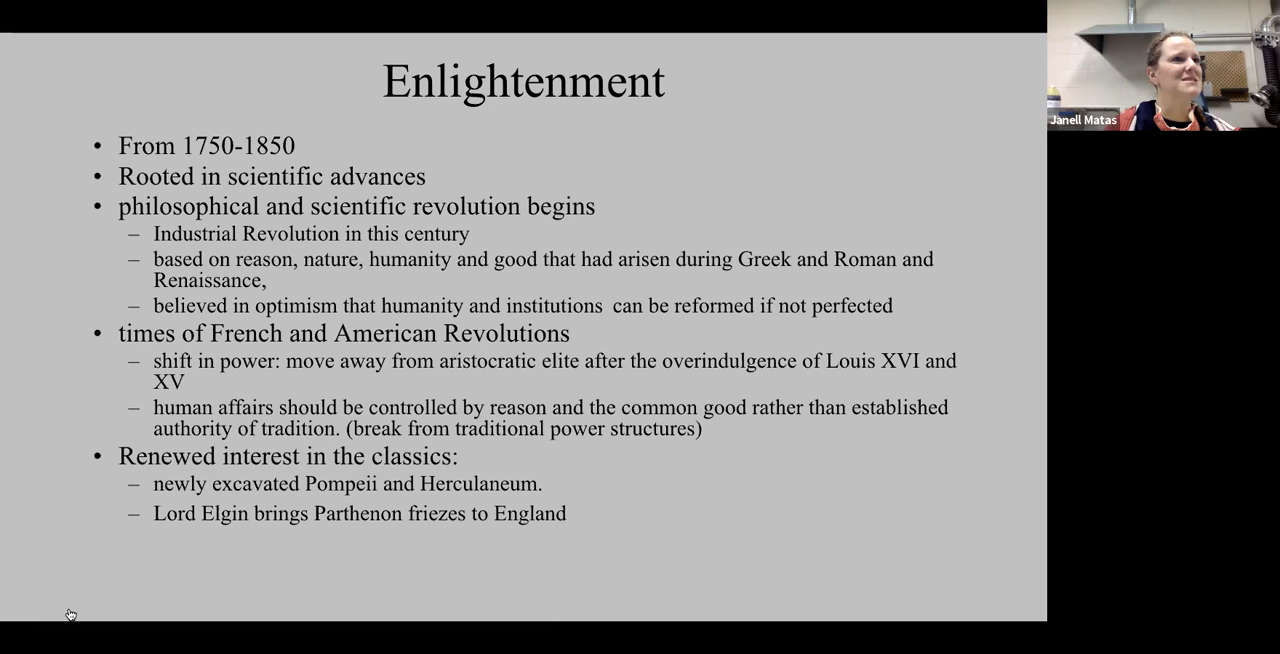 Enlightenment
• From 1750-1850
• Rooted in scientific advances
• philosophical and scientific revolution begins
– Industrial Revolution in this century
– based on reason, nature, humanity and good that had arisen during Greek and Roman and
Renaissance,
– believed in optimism that humanity and institutions  can be reformed if not perfected
• times of French and American Revolutions
– shift in power: move away from aristocratic elite after the overindulgence of Louis XVI and
XV
– human affairs should be controlled by reason and the common good rather than established
authority of tradition. (break from traditional power structures)
• Renewed interest in the classics:
– newly excavated Pompeii and Herculaneum.
– Lord Elgin brings Parthenon friezes to England
Janell Matas